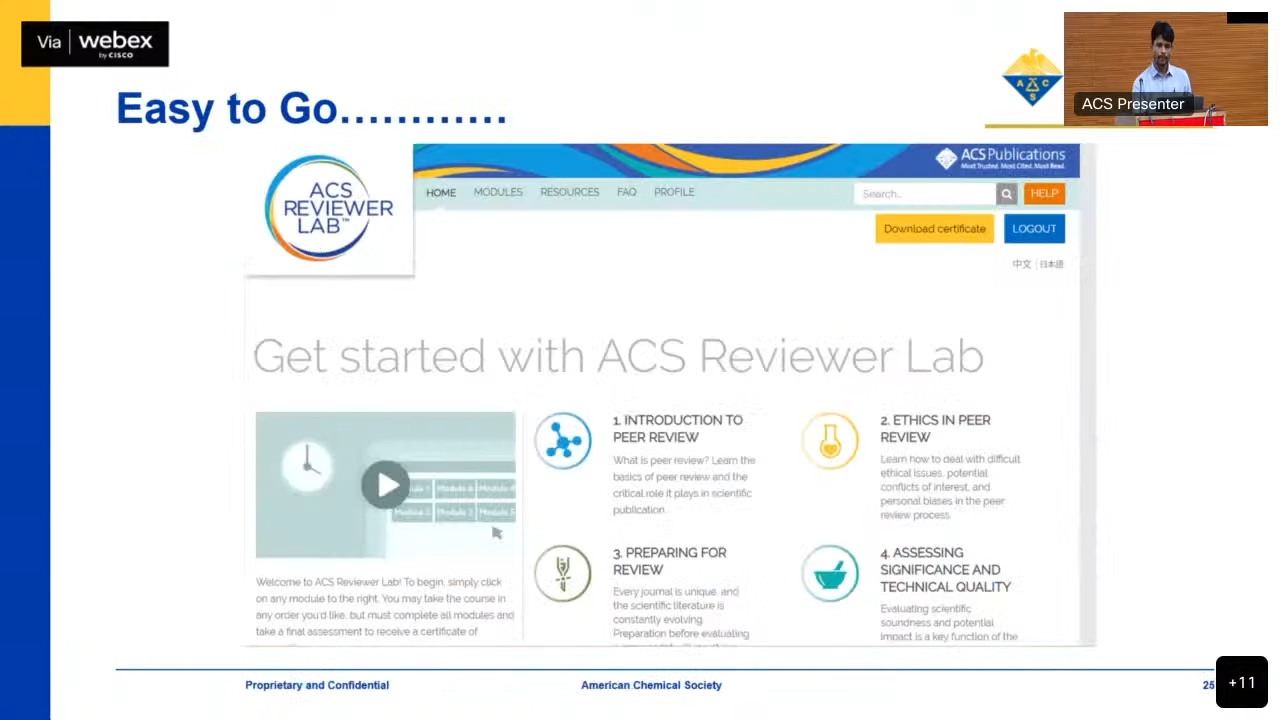 Via webex
by CISCO
Easy to Go............
A C S
ACS Presenter
ACS REVIEWER LAB™
ACS Publications
Most Trusted. Most Cited. Most Read.
HOME MODULES RESOURCES FAQ PROFILE
Search.. HELP
Download certificate LOGOUT
中文 | 日本語
Get started with ACS Reviewer Lab
Module 2 Module 3 Module 5
Welcome to ACS Reviewer Lab! To begin, simply click
on any module to the right. You may take the course in
any order you'd like, but must complete all modules and
take a final assessment to receive a certificate of
1. INTRODUCTION TO
PEER REVIEW
What is peer review? Learn the
basics of peer review and the
critical role it plays in scientific
publication.
2. ETHICS IN PEER
REVIEW
Learn how to deal with difficult
ethical issues, potential
conflicts of interest, and
personal biases in the peer
review process.
3. PREPARING FOR
REVIEW
Every journal is unique, and
the scientific literature is
constantly evolving.
Preparation before evaluating
4. ASSESSING
SIGNIFICANCE AND
TECHNICAL QUALITY
Evaluating scientific
soundness and potential
impact is a key function of the
Proprietary and Confidential
American Chemical Society
25
+11